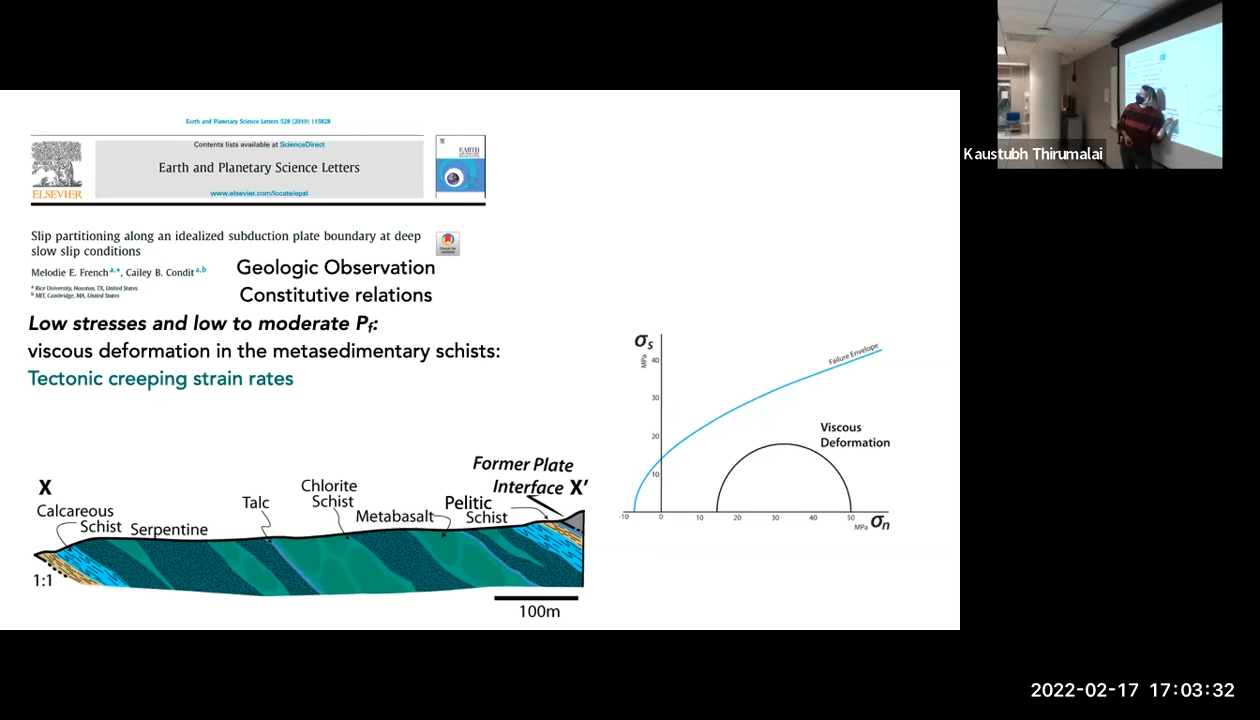 Earth and Planetary Science Letters 528 (2019) 115828
Contents lists available at ScienceDirect
Earth and Planetary Science Letters
www.elsevier.com/locate/epsl
ELSEVIER
EARTH
Slip partitioning along an idealized subduction plate boundary at deep
slow slip conditions
Melodie E. French a,*, Cailey B. Condit a,b
a Rice University, Houston, TX, United States
b MIT, Cambridge, MA, United States
Geologic Observation
Constitutive relations
Low stresses and low to moderate Pf:
viscous deformation in the metasedimentary schists:
Tectonic creeping strain rates
X
Calcareous
Schist
Serpentine
Talc
Chlorite
Schist
Metabasalt
Pelitic
Schist
Former Plate
Interface
X’
1:1
100m
σs
MPa
40
30
20
10
Failure Envelope
Viscous
Deformation
-10 0 10 20 30 40 50
MPa σn
Kaustubh Thirumalai
2022-02-17 17:03:32